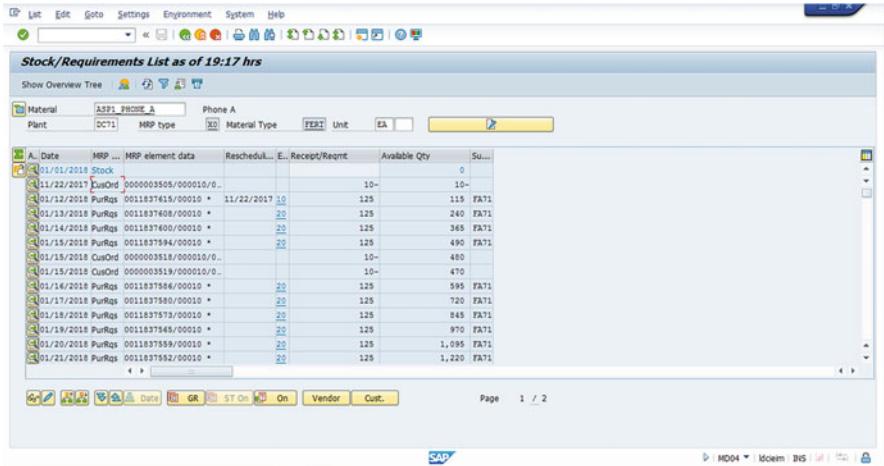 List Edit Goto Settings Environment System Help
Stock/Requirements List as of 19:17 hrs
Show Overview Tree
Material ASP1_PHONE_A Phone A
Plant DC71 MRP type X0 Material Type FERT Unit EA
A.. Date MRP ... MRP element data Rescheduli... E.. Receipt/Reqmt Available Qty Su...
01/01/2018 Stock 0
11/22/2017 CusOrd 0000003505/000010/0.. 10- 10-
01/12/2018 PurRqs 0011837615/00010 * 11/22/2017 10 125 115 FA71
01/13/2018 PurRqs 0011837608/00010 * 20 125 240 FA71
01/14/2018 PurRqs 0011837600/00010 * 20 125 365 FA71
01/15/2018 PurRqs 0011837594/00010 * 20 125 490 FA71
01/15/2018 CusOrd 0000003518/000010/0.. 10- 480
01/15/2018 CusOrd 0000003519/000010/0.. 10- 470
01/16/2018 PurRqs 0011837586/00010 * 20 125 595 FA71
01/17/2018 PurRqs 0011837580/00010 * 20 125 720 FA71
01/18/2018 PurRqs 0011837573/00010 * 20 125 845 FA71
01/19/2018 PurRqs 0011837565/00010 * 20 125 970 FA71
01/20/2018 PurRqs 0011837559/00010 * 20 125 1,095 FA71
01/21/2018 PurRqs 0011837552/00010 * 20 125 1,220 FA71
Date GR ST On On Vendor Cust. Page 1 / 2
SAP MD04 ldcieim INS